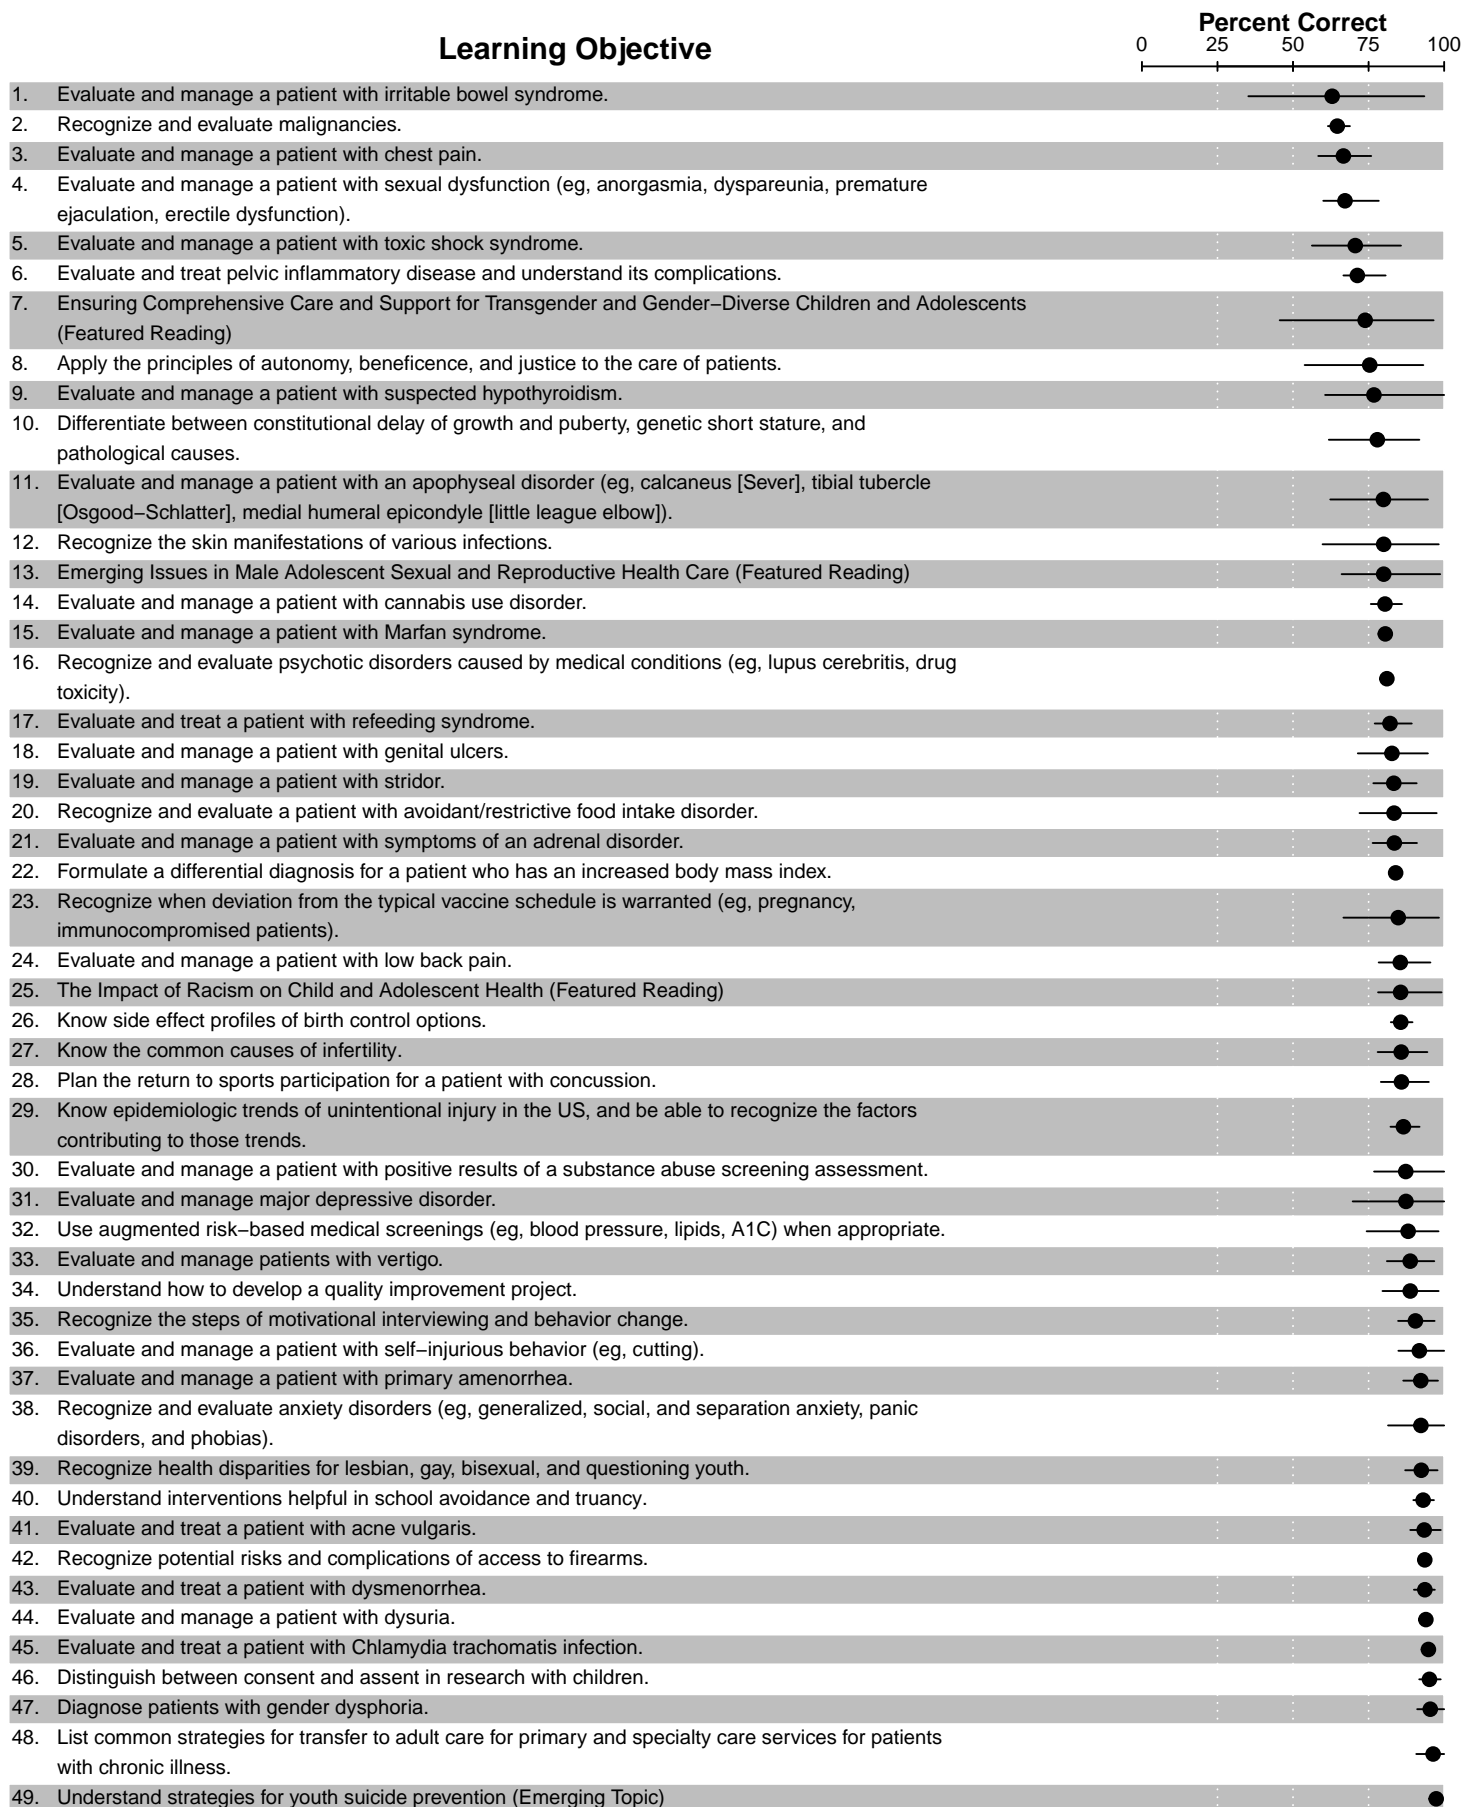 Percent Correct
Learning Objective
0 25 50 75 100
1. Evaluate and manage a patient with irritable bowel syndrome.
2. Recognize and evaluate malignancies.
3. Evaluate and manage a patient with chest pain.
4. Evaluate and manage a patient with sexual dysfunction (eg, anorgasmia, dyspareunia, premature
ejaculation, erectile dysfunction).
5. Evaluate and manage a patient with toxic shock syndrome.
6. Evaluate and treat pelvic inflammatory disease and understand its complications.
7. Ensuring Comprehensive Care and Support for Transgender and Gender−Diverse Children and Adolescents
(Featured Reading)
8. Apply the principles of autonomy, beneficence, and justice to the care of patients.
9. Evaluate and manage a patient with suspected hypothyroidism.
10. Differentiate between constitutional delay of growth and puberty, genetic short stature, and
pathological causes.
11. Evaluate and manage a patient with an apophyseal disorder (eg, calcaneus [Sever], tibial tubercle
[Osgood−Schlatter], medial humeral epicondyle [little league elbow]).
12. Recognize the skin manifestations of various infections.
13. Emerging Issues in Male Adolescent Sexual and Reproductive Health Care (Featured Reading)
14. Evaluate and manage a patient with cannabis use disorder.
15. Evaluate and manage a patient with Marfan syndrome.
16. Recognize and evaluate psychotic disorders caused by medical conditions (eg, lupus cerebritis, drug
toxicity).
17. Evaluate and treat a patient with refeeding syndrome.
18. Evaluate and manage a patient with genital ulcers.
19. Evaluate and manage a patient with stridor.
20. Recognize and evaluate a patient with avoidant/restrictive food intake disorder.
21. Evaluate and manage a patient with symptoms of an adrenal disorder.
22. Formulate a differential diagnosis for a patient who has an increased body mass index.
23. Recognize when deviation from the typical vaccine schedule is warranted (eg, pregnancy,
immunocompromised patients).
24. Evaluate and manage a patient with low back pain.
25. The Impact of Racism on Child and Adolescent Health (Featured Reading)
26. Know side effect profiles of birth control options.
27. Know the common causes of infertility.
28. Plan the return to sports participation for a patient with concussion.
29. Know epidemiologic trends of unintentional injury in the US, and be able to recognize the factors
contributing to those trends.
30. Evaluate and manage a patient with positive results of a substance abuse screening assessment.
31. Evaluate and manage major depressive disorder.
32. Use augmented risk−based medical screenings (eg, blood pressure, lipids, A1C) when appropriate.
33. Evaluate and manage patients with vertigo.
34. Understand how to develop a quality improvement project.
35. Recognize the steps of motivational interviewing and behavior change.
36. Evaluate and manage a patient with self−injurious behavior (eg, cutting).
37. Evaluate and manage a patient with primary amenorrhea.
38. Recognize and evaluate anxiety disorders (eg, generalized, social, and separation anxiety, panic
disorders, and phobias).
39. Recognize health disparities for lesbian, gay, bisexual, and questioning youth.
40. Understand interventions helpful in school avoidance and truancy.
41. Evaluate and treat a patient with acne vulgaris.
42. Recognize potential risks and complications of access to firearms.
43. Evaluate and treat a patient with dysmenorrhea.
44. Evaluate and manage a patient with dysuria.
45. Evaluate and treat a patient with Chlamydia trachomatis infection.
46. Distinguish between consent and assent in research with children.
47. Diagnose patients with gender dysphoria.
48. List common strategies for transfer to adult care for primary and specialty care services for patients
with chronic illness.
49. Understand strategies for youth suicide prevention (Emerging Topic)